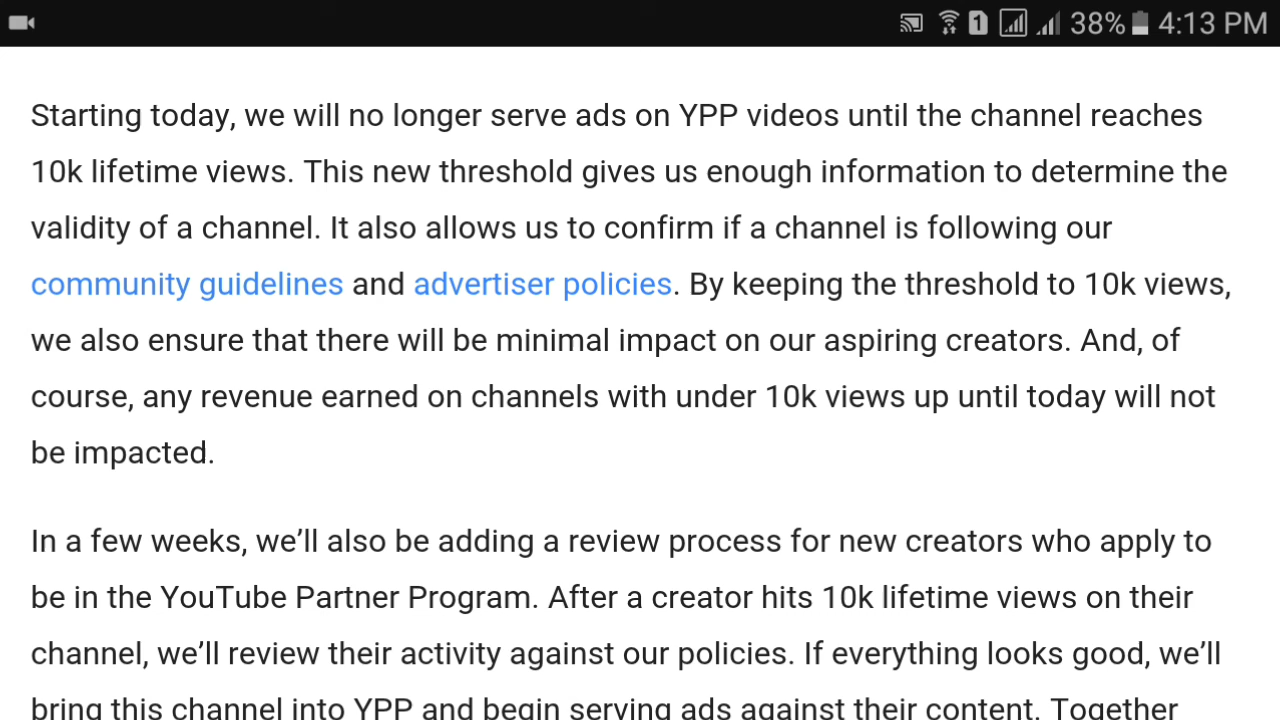 1 38% 4:13 PM
Starting today, we will no longer serve ads on YPP videos until the channel reaches
10k lifetime views. This new threshold gives us enough information to determine the
validity of a channel. It also allows us to confirm if a channel is following our
community guidelines and advertiser policies. By keeping the threshold to 10k views,
we also ensure that there will be minimal impact on our aspiring creators. And, of
course, any revenue earned on channels with under 10k views up until today will not
be impacted.
In a few weeks, we’ll also be adding a review process for new creators who apply to
be in the YouTube Partner Program. After a creator hits 10k lifetime views on their
channel, we’ll review their activity against our policies. If everything looks good, we’ll
bring this channel into YPP and begin serving ads against their content. Together